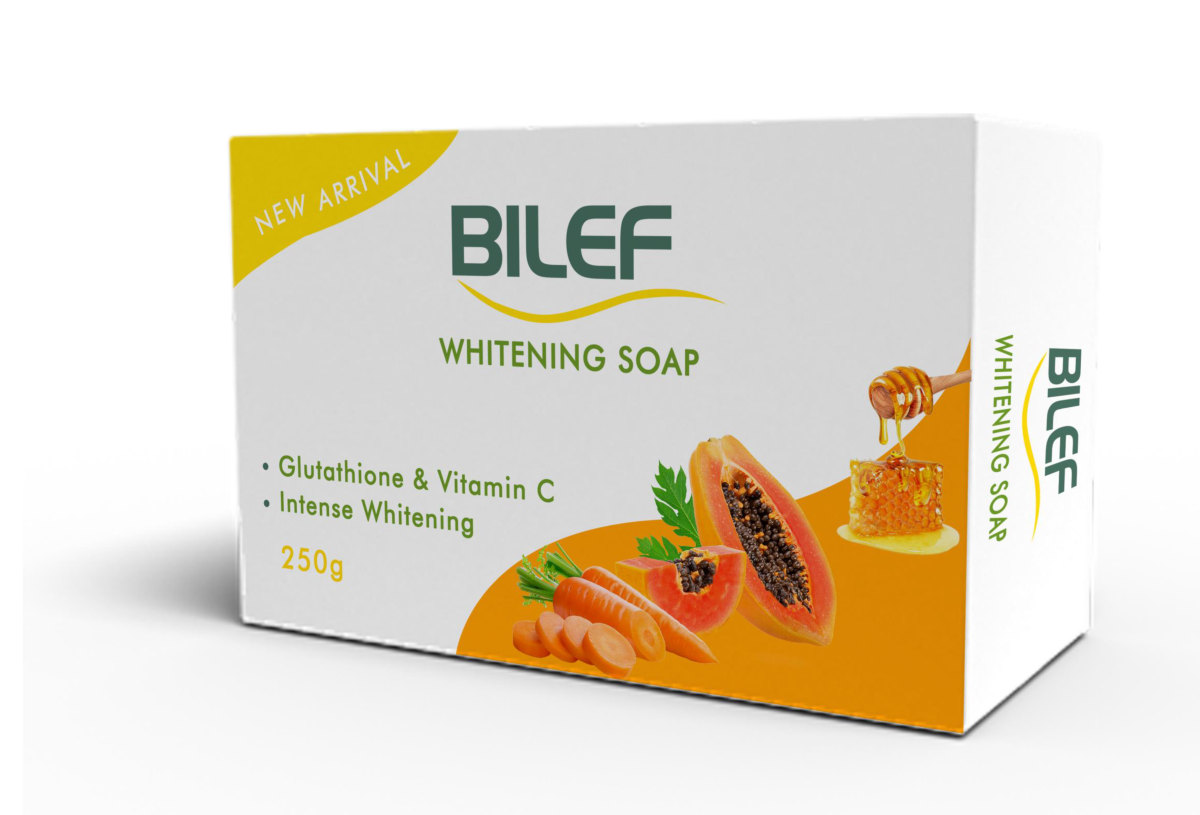 NEW ARRIVAL
BILEF
WHITENING SOAP
• Glutathione & Vitamin C
• Intense Whitening
250g
BILEF
WHITENING SOAP